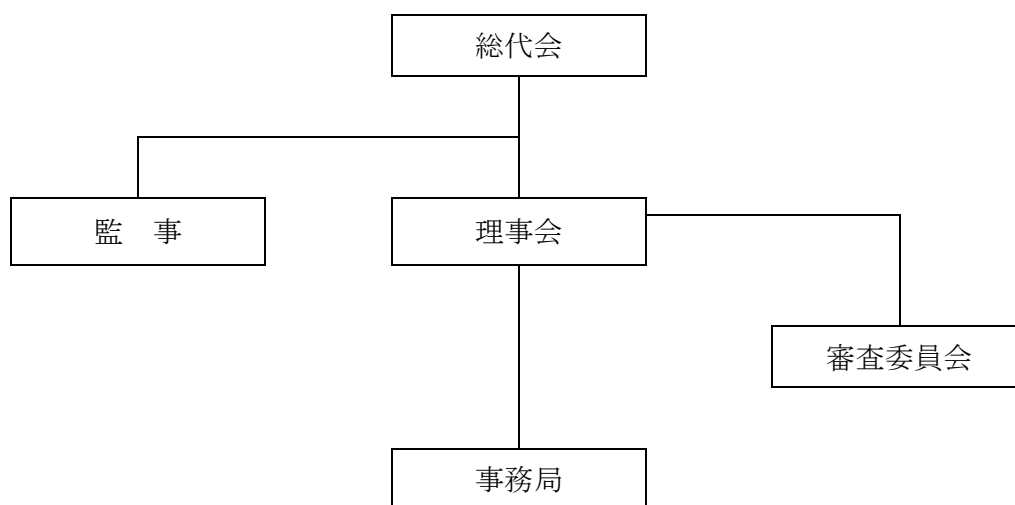 総代会
監　事
理事会
審査委員会
事務局